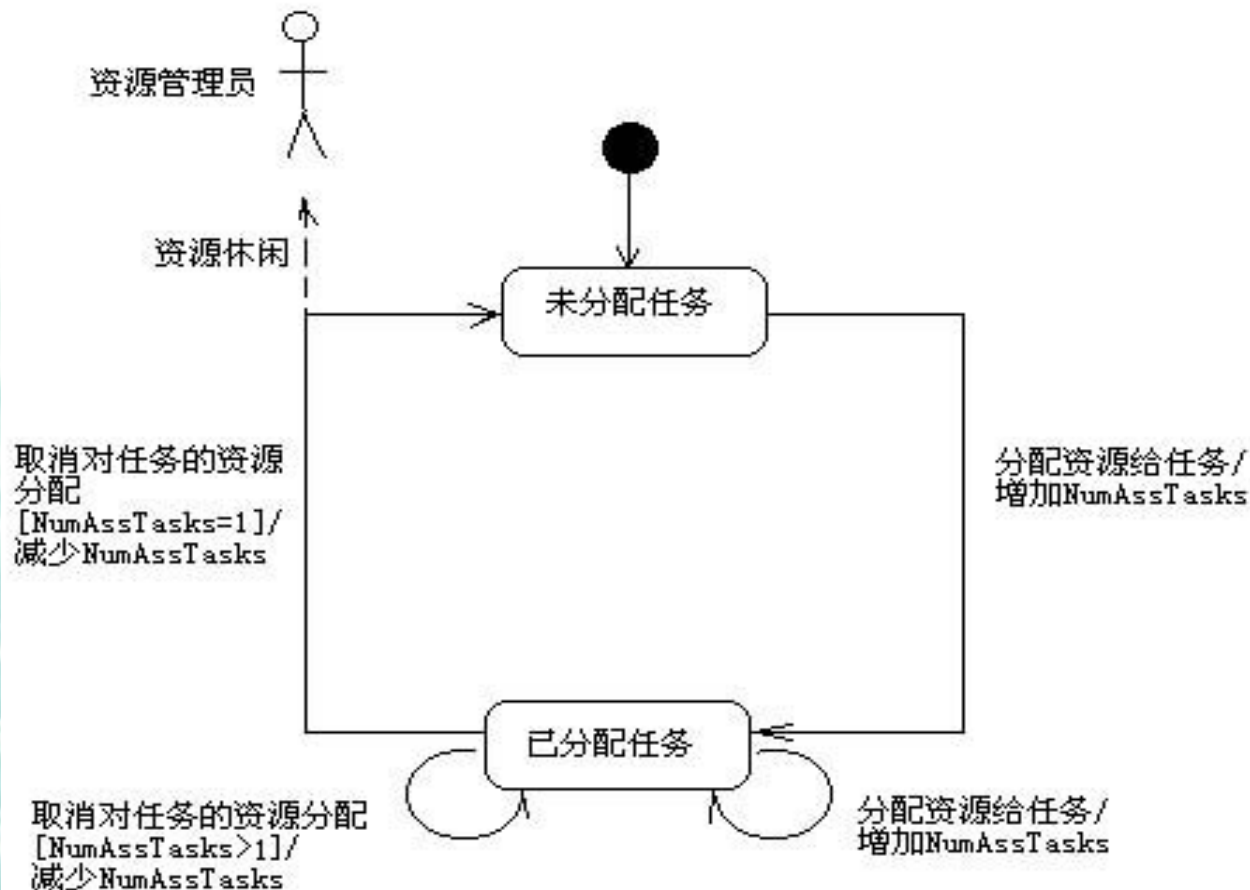 资源管理员
资源休闲
未分配任务
取消对任务的资源
分配
[NumAssTasks=1]/
减少NumAssTasks
分配资源给任务/
增加NumAssTasks
已分配任务
取消对任务的资源分配
[NumAssTasks>1]/
减少NumAssTasks
分配资源给任务/
增加NumAssTasks